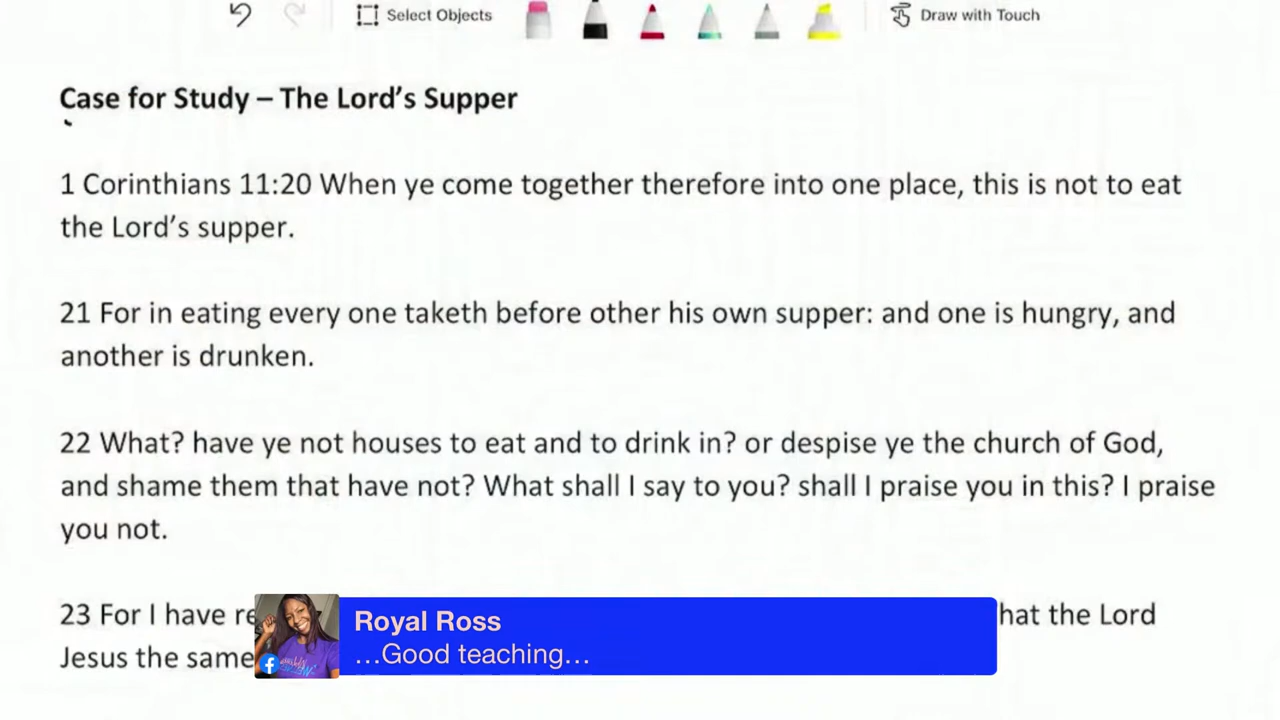 Select Objects
Draw with Touch
Case for Study – The Lord's Supper
1 Corinthians 11:20 When ye come together therefore into one place, this is not to eat
the Lord's supper.
21 For in eating every one taketh before other his own supper: and one is hungry, and
another is drunken.
22 What? have ye not houses to eat and to drink in? or despise ye the church of God,
and shame them that have not? What shall I say to you? shall I praise you in this? I praise
you not.
23 For I have re hat the Lord
Jesus the same
Royal Ross
...Good teaching...